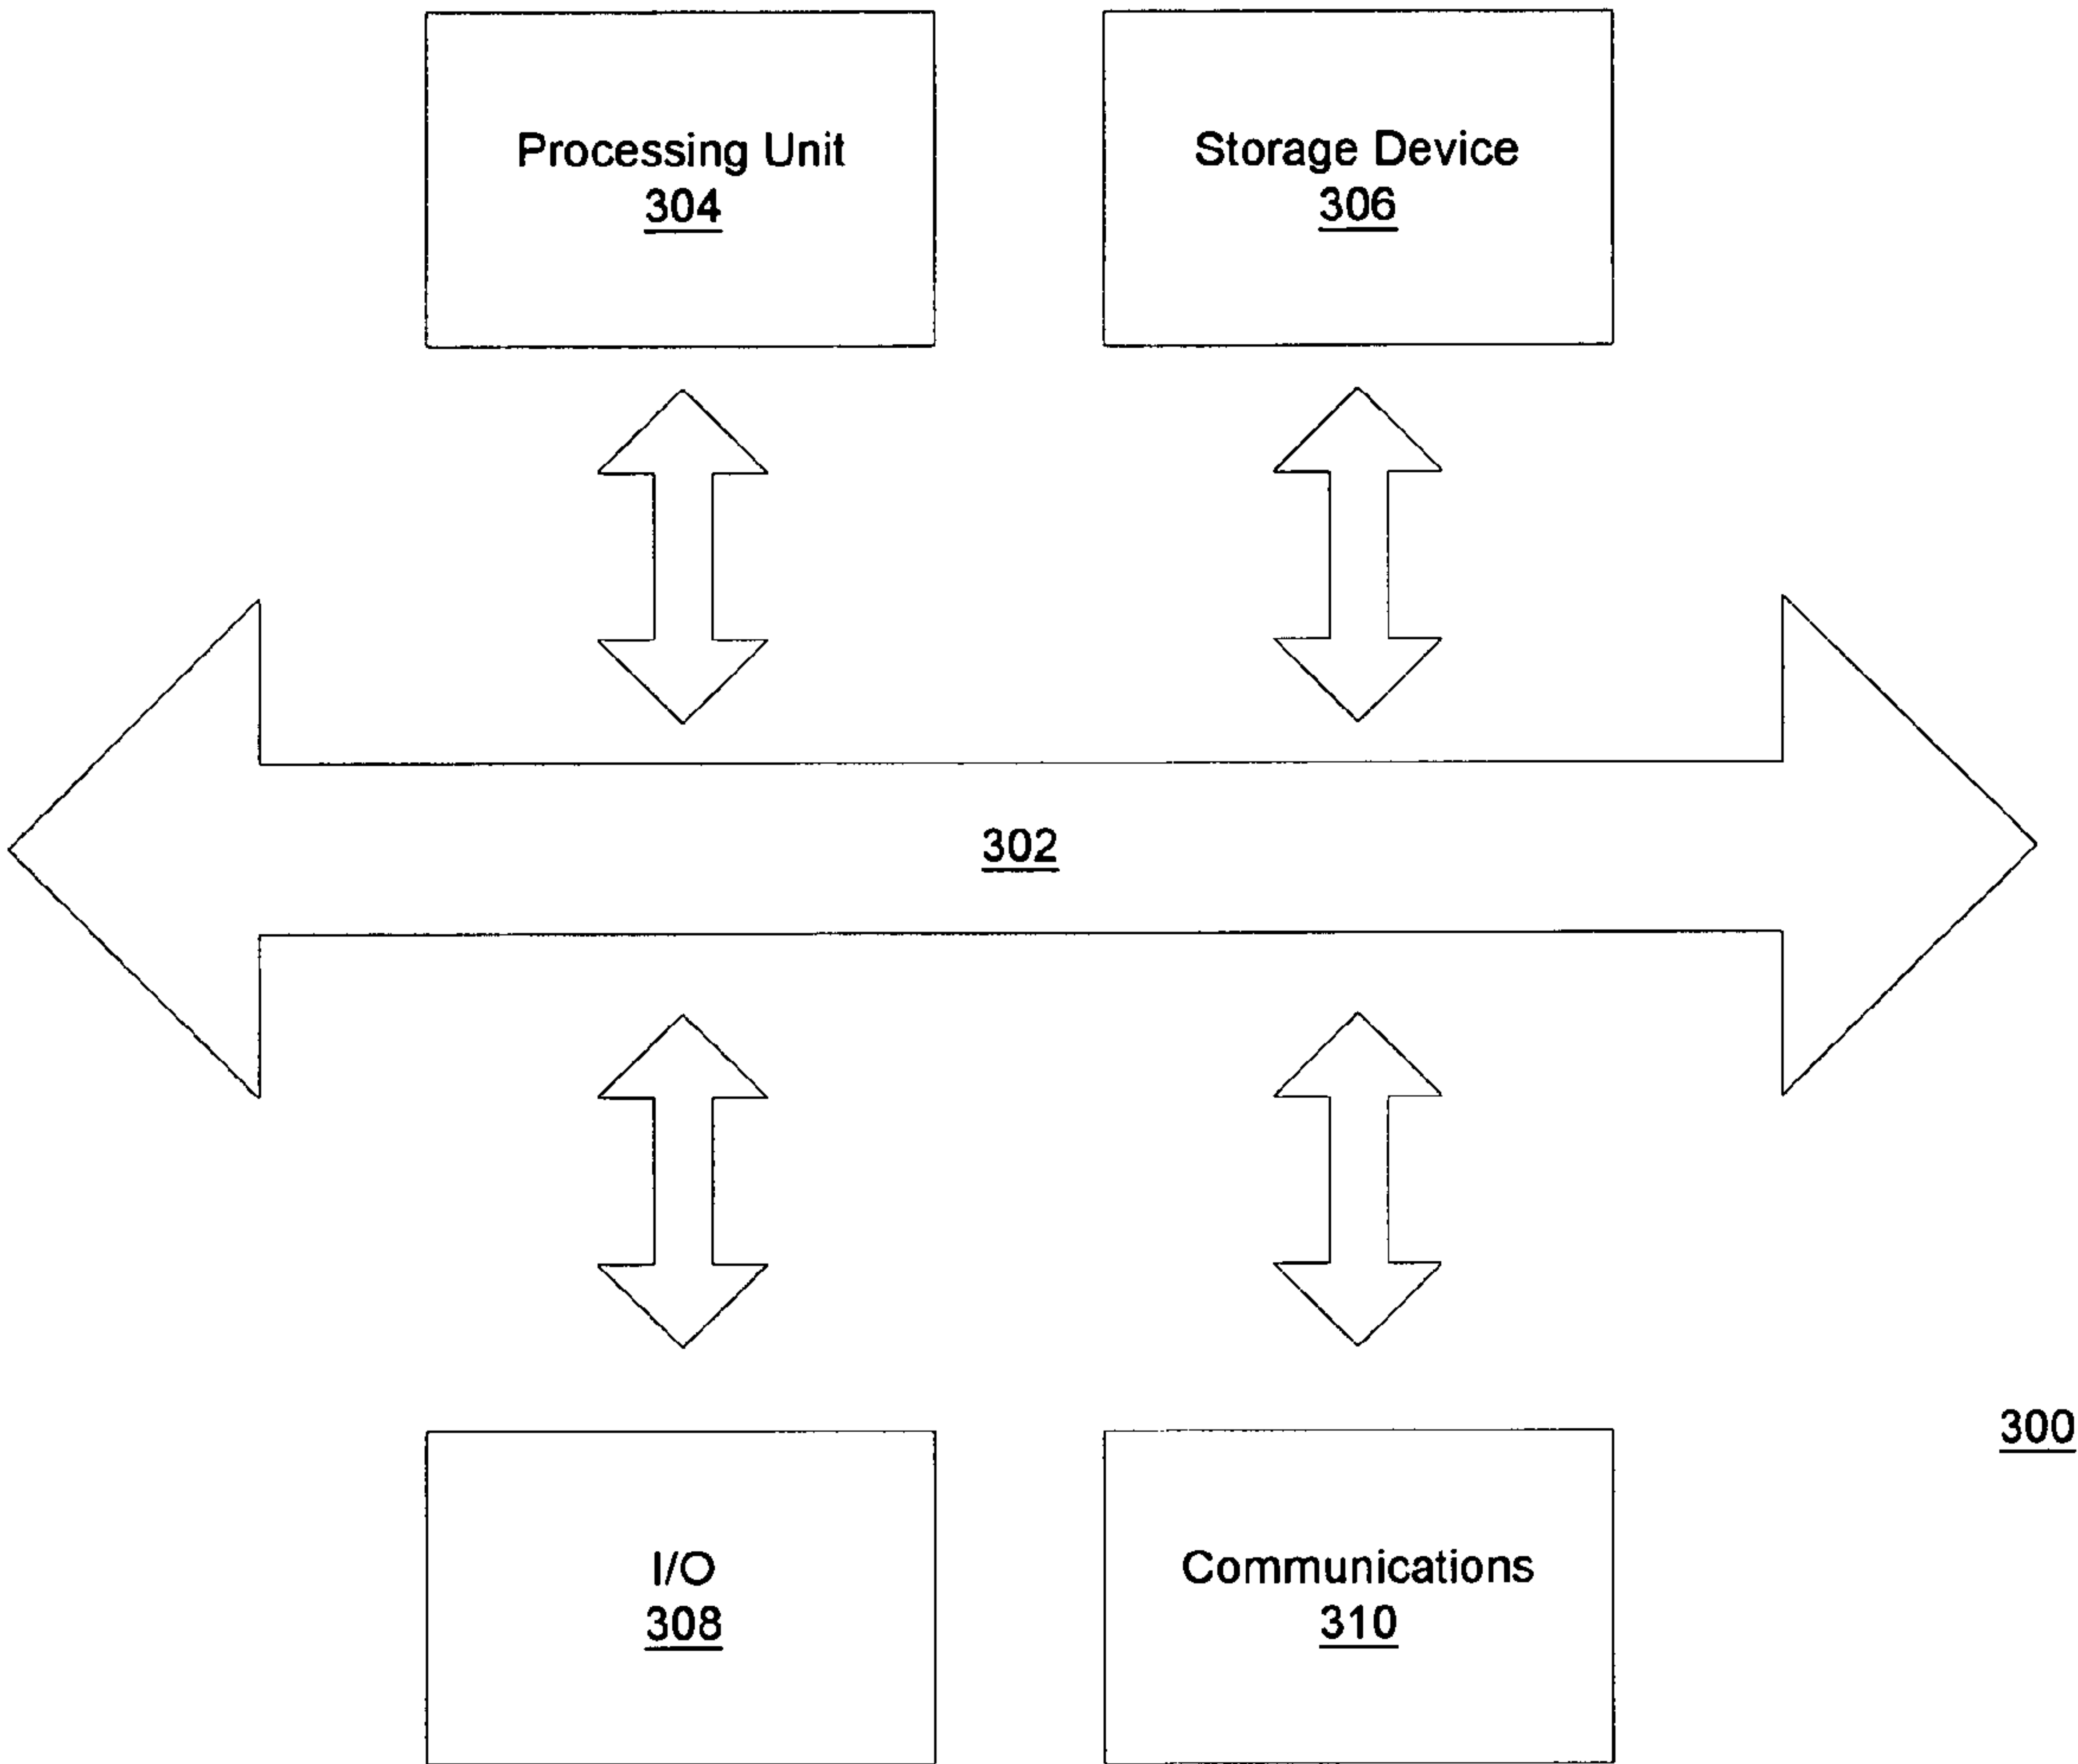 Processing Unit
304
Storage Device
306
302
300
I/O
308
Communications
310